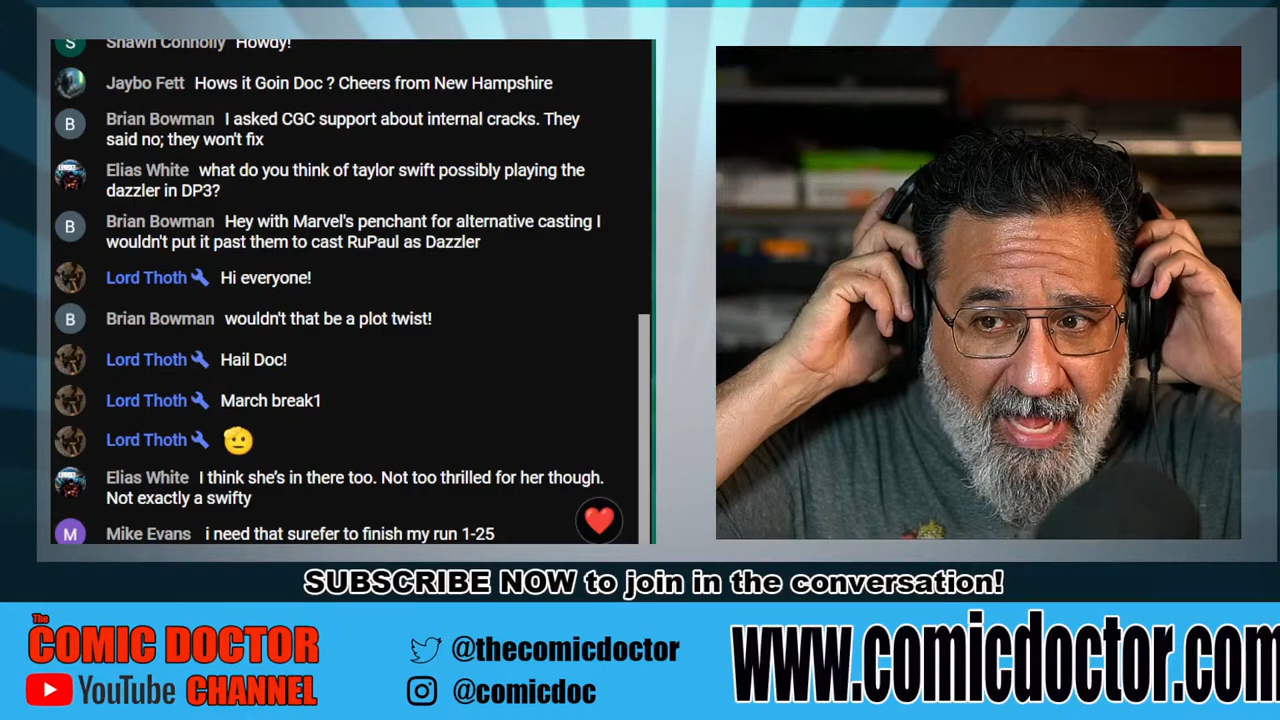 S Shawn Connolly Howdy!
Jaybo Fett Hows it Goin Doc ? Cheers from New Hampshire
B Brian Bowman I asked CGC support about internal cracks. They
said no; they won't fix
Elias White what do you think of taylor swift possibly playing the
dazzler in DP3?
B Brian Bowman Hey with Marvel's penchant for alternative casting I
wouldn't put it past them to cast RuPaul as Dazzler
Lord Thoth Hi everyone!
B Brian Bowman wouldn't that be a plot twist!
Lord Thoth Hail Doc!
Lord Thoth March break1
Lord Thoth 🫡
Elias White I think she's in there too. Not too thrilled for her though.
Not exactly a swifty
M Mike Evans i need that surefer to finish my run 1-25
SUBSCRIBE NOW to join in the conversation!
The
COMIC DOCTOR
YouTube CHANNEL
@thecomicdoctor
@comicdoc
www.comicdoctor.com